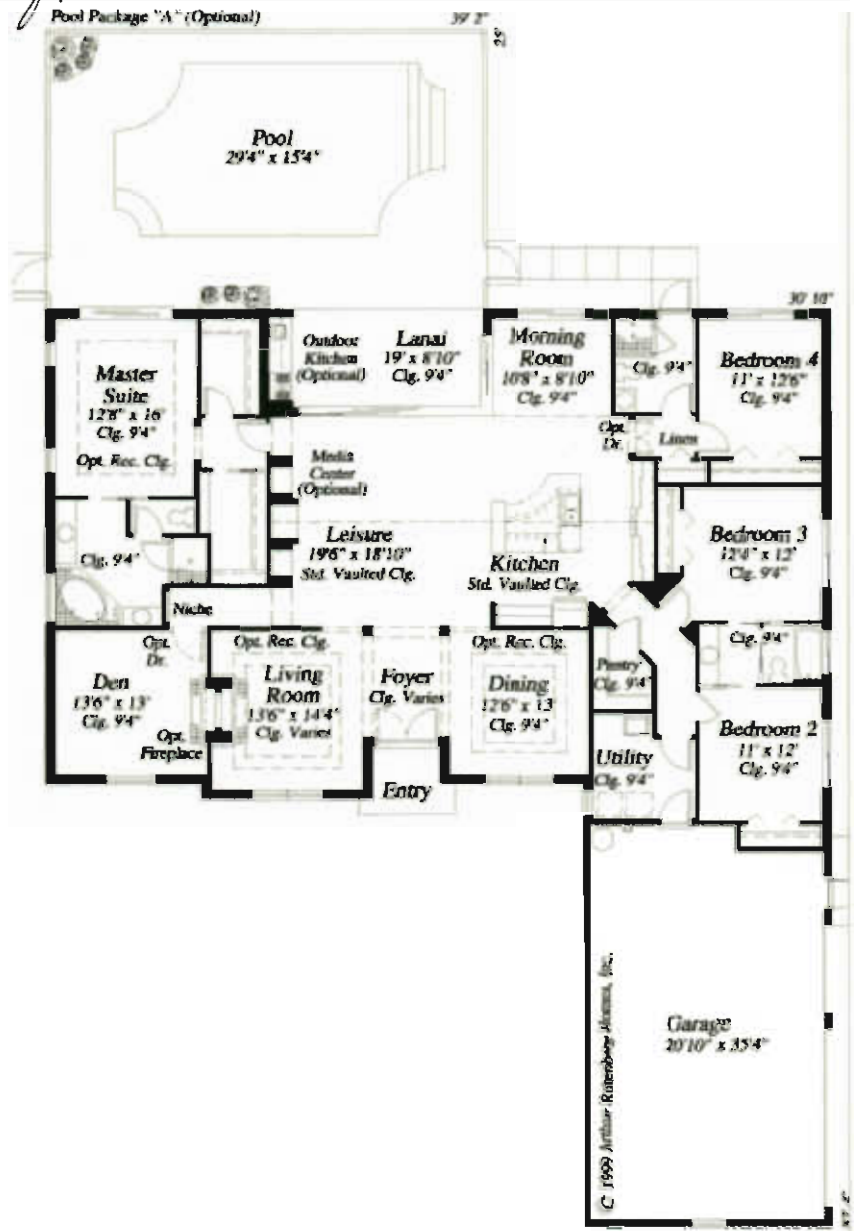 Pool Package "A" (Optional)
39' 2"
25'
Pool
29'4" x 15'4"
30' 10"
Master
Suite
12'8" x 16'
Clg. 9'4"
Opt. Rec. Clg.
Outdoor
Kitchen
(Optional)
Lanai
19' x 8'10"
Clg. 9'4"
Morning
Room
10'8" x 8'10"
Clg. 9'4"
Clg. 9'4"
Bedroom 4
11' x 12'6"
Clg. 9'4"
Opt.
Dr.
Linen
Media
Center
(Optional)
Leisure
19'6" x 18'10"
Std. Vaulted Clg.
Kitchen
Std. Vaulted Clg.
Bedroom 3
12'4" x 12'
Clg. 9'4"
Clg. 9'4"
Niche
Opt.
Dr.
Den
13'6" x 13'
Clg. 9'4"
Opt.
Fireplace
Opt. Rec. Clg.
Living
Room
13'6" x 14'4"
Clg. Varies
Foyer
Clg. Varies
Opt. Rec. Clg.
Dining
12'6" x 13'
Clg. 9'4"
Pantry
Clg. 9'4"
Clg. 9'4"
Bedroom 2
11' x 12'
Clg. 9'4"
Utility
Clg. 9'4"
Entry
Garage
20'10" x 35'4"
© 1999 Arthur Rutenberg Homes, Inc.